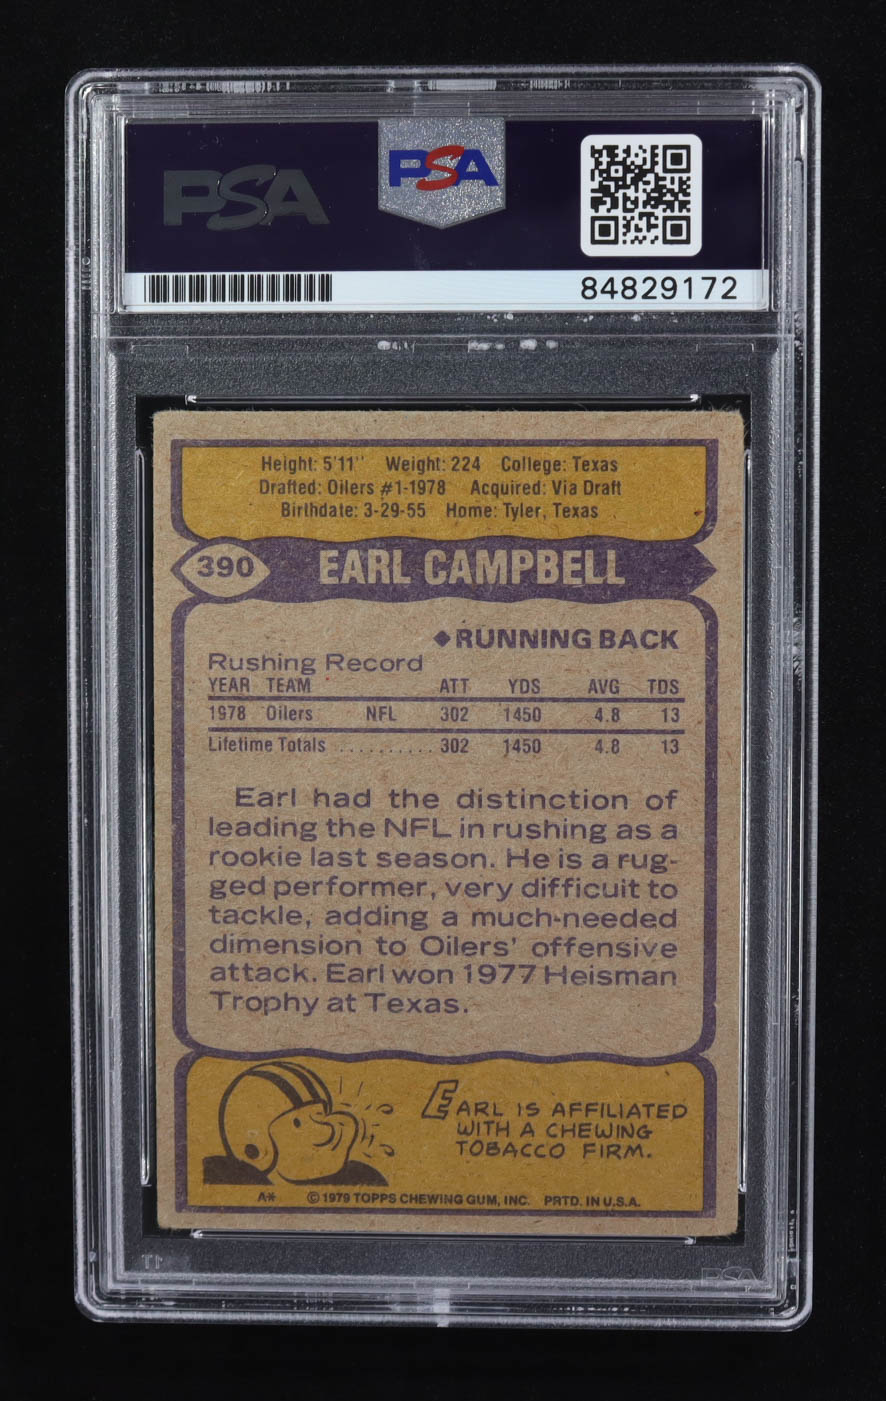 PSA
PSA
84829172
Height: 5'11" Weight: 224 College: Texas
Drafted: Oilers #1-1978 Acquired: Via Draft
Birthdate: 3-29-55 Home: Tyler, Texas
390 EARL CAMPBELL
◆RUNNING BACK
Rushing Record
YEAR TEAM ATT YDS AVG TDS
1978 Oilers NFL 302 1450 4.8 13
Lifetime Totals .......... 302 1450 4.8 13
Earl had the distinction of
leading the NFL in rushing as a
rookie last season. He is a rug-
ged performer, very difficult to
tackle, adding a much-needed
dimension to Oilers' offensive
attack. Earl won 1977 Heisman
Trophy at Texas.
EARL IS AFFILIATED
WITH A CHEWING
TOBACCO FIRM.
A* © 1979 TOPPS CHEWING GUM, INC. PRTD. IN U.S.A.
PSA